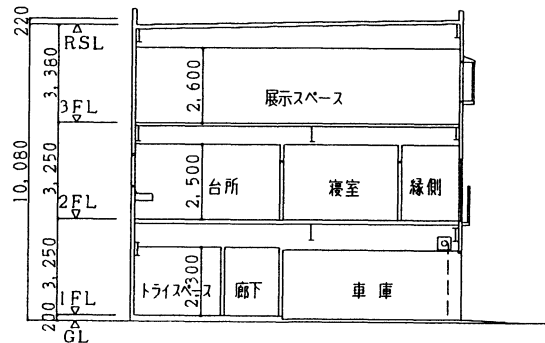 220
RSL
3,380
2,600
展示スペース
3FL
10,080
3,250
2,500
台所
寝室
縁側
2FL
3,250
2,300
トライスペース
廊下
車庫
1FL
200
GL